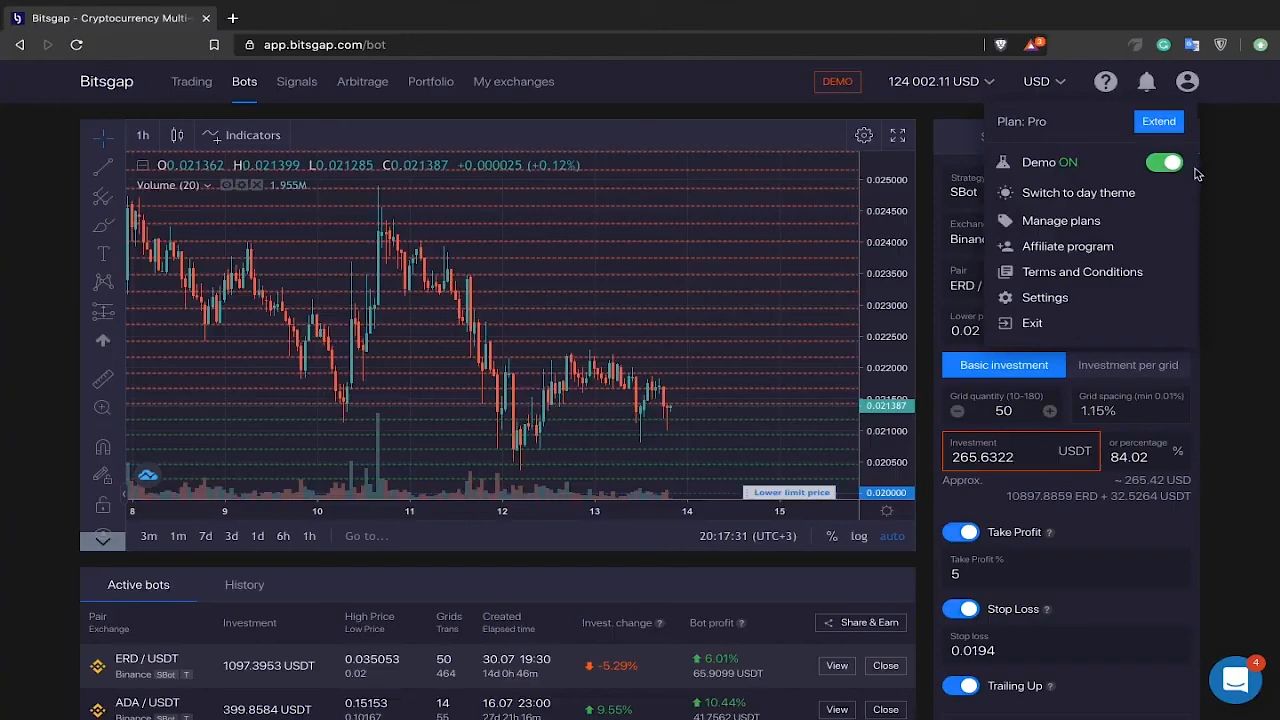 Bitsgap - Cryptocurrency Multi-
app.bitsgap.com/bot
3
Bitsgap
Trading
Bots
Signals
Arbitrage
Portfolio
My exchanges
DEMO
124 002.11 USD
USD
Plan: Pro
Extend
Demo ON
Switch to day theme
Manage plans
Affiliate program
Terms and Conditions
Settings
Exit
1h
Indicators
O0.021362 H0.021399 L0.021285 C0.021387 +0.000025 (+0.12%)
Volume (20)
1.955M
0.025000
0.024500
0.024000
0.023500
0.023000
0.022500
0.022000
0.021387
0.021000
0.020500
0.020000
Lower limit price
8
9
10
11
12
13
14
15
3m
1m
7d
3d
1d
6h
1h
Go to...
20:17:31 (UTC+3)
%
log
auto
Strategy
SBot
Binan
Pair
ERD /
Lower p
0.02
Basic investment
Investment per grid
Grid quantity (10-180)
50
Grid spacing (min 0.01%)
1.15%
Investment
265.6322
USDT
or percentage
84.02
%
Approx.
~ 265.42 USD
10897.8859 ERD + 32.5264 USDT
Take Profit
Take Profit %
5
Stop Loss
Stop loss
0.0194
Trailing Up
4
Active bots
History
Pair
Exchange
Investment
High Price
Low Price
Grids
Trans
Created
Elapsed time
Invest. change
Bot profit
Share & Earn
ERD / USDT
Binance SBot T
1097.3953 USDT
0.035053
0.02
50
464
30.07 19:30
14d 0h 46m
-5.29%
6.01%
65.9109 USDT
View
Close
ADA / USDT
Binance SBot T
399.8584 USDT
0.15153
0.10167
14
55
16.07 23:00
27d 21h 16m
9.55%
10.44%
41.7562 USDT
View
Close